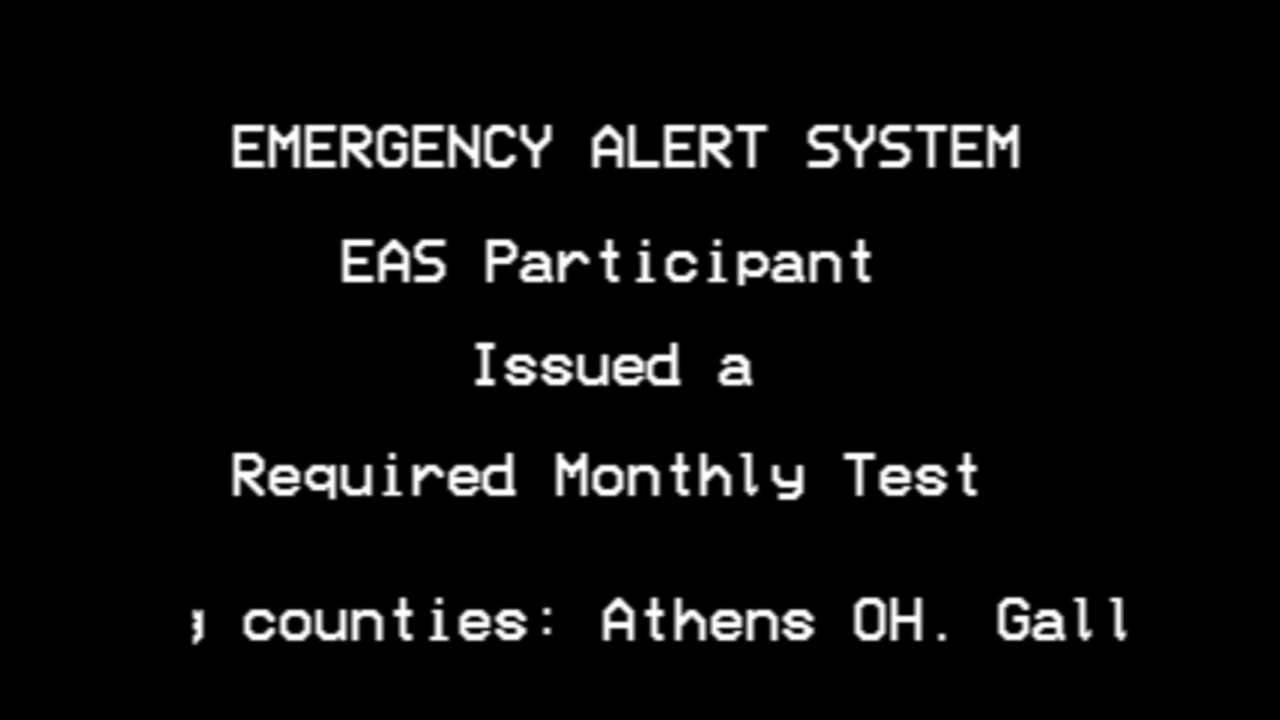 EMERGENCY ALERT SYSTEM
EAS Participant
Issued a
Required Monthly Test
counties: Athens OH. Gall